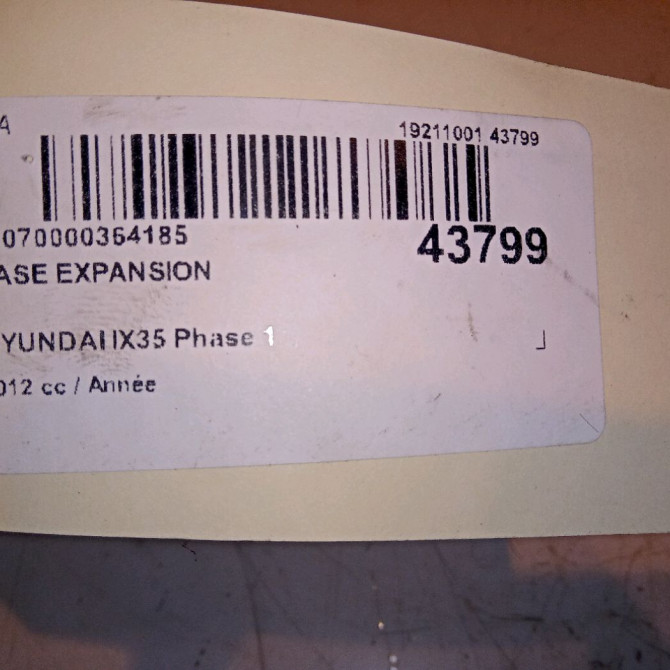 A
19211001 43799
070000364185
43799
ASE EXPANSION
YUNDAI IX35 Phase 1
012 cc / Année